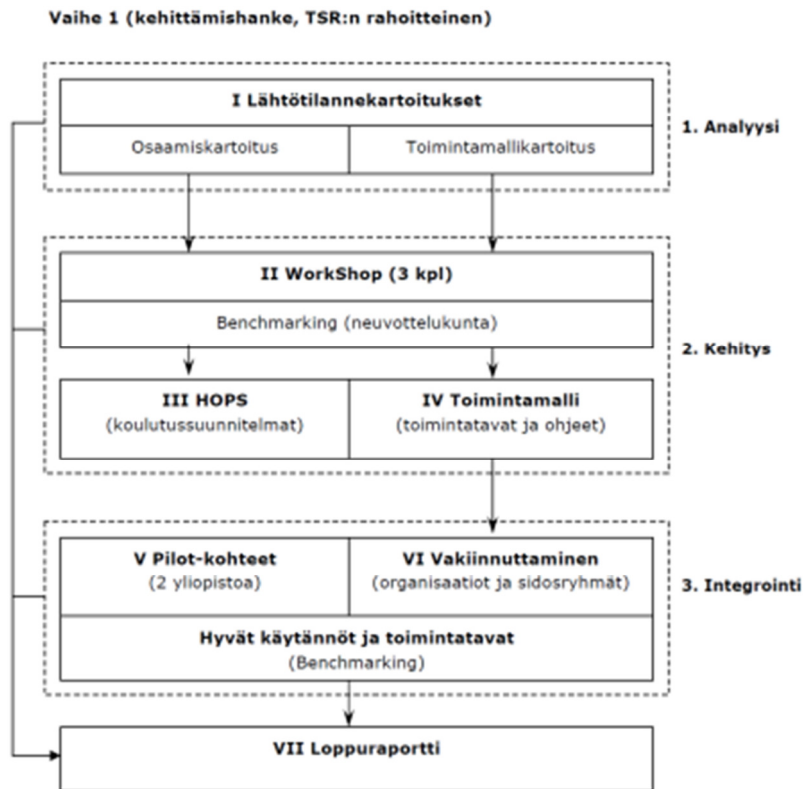 Vaihe 1 (kehittämishanke, TSR:n rahoitteinen)
I Lähtötilannekartoitukset
Osaamiskartoitus
Toimintamallikartoitus
1. Analyysi
II WorkShop (3 kpl)
Benchmarking (neuvottelukunta)
2. Kehitys
III HOPS
(koulutussuunnitelmat)
IV Toimintamalli
(toimintatavat ja ohjeet)
V Pilot-kohteet
(2 yliopistoa)
VI Vakiinnuttaminen
(organisaatiot ja sidosryhmät)
3. Integrointi
Hyvät käytännöt ja toimintatavat
(Benchmarking)
VII Loppuraportti